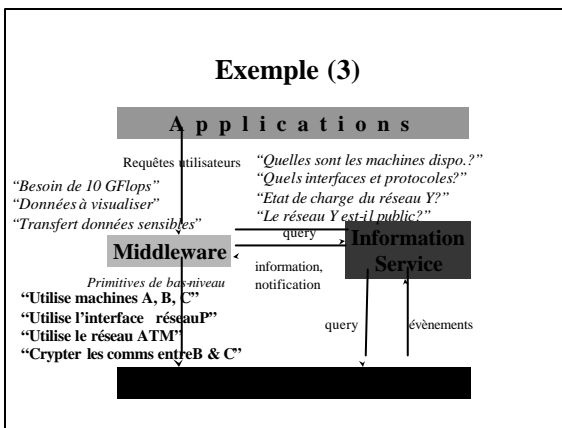 Exemple (3)
A p p l i c a t i o n s
Requêtes utilisateurs
“Besoin de 10 GFlops”
“Données à visualiser”
“Transfert données sensibles”
“Quelles sont les machines dispo.?”
“Quels interfaces et protocoles?”
“Etat de charge du réseau Y?”
“Le réseau Y est-il public?”
query
Middleware
Information
Service
information,
notification
Primitives de bas-niveau
“Utilise machines A, B, C”
“Utilise l’interface réseauP”
“Utilise le réseau ATM”
“Crypter les comms entreB & C”
query
évènements